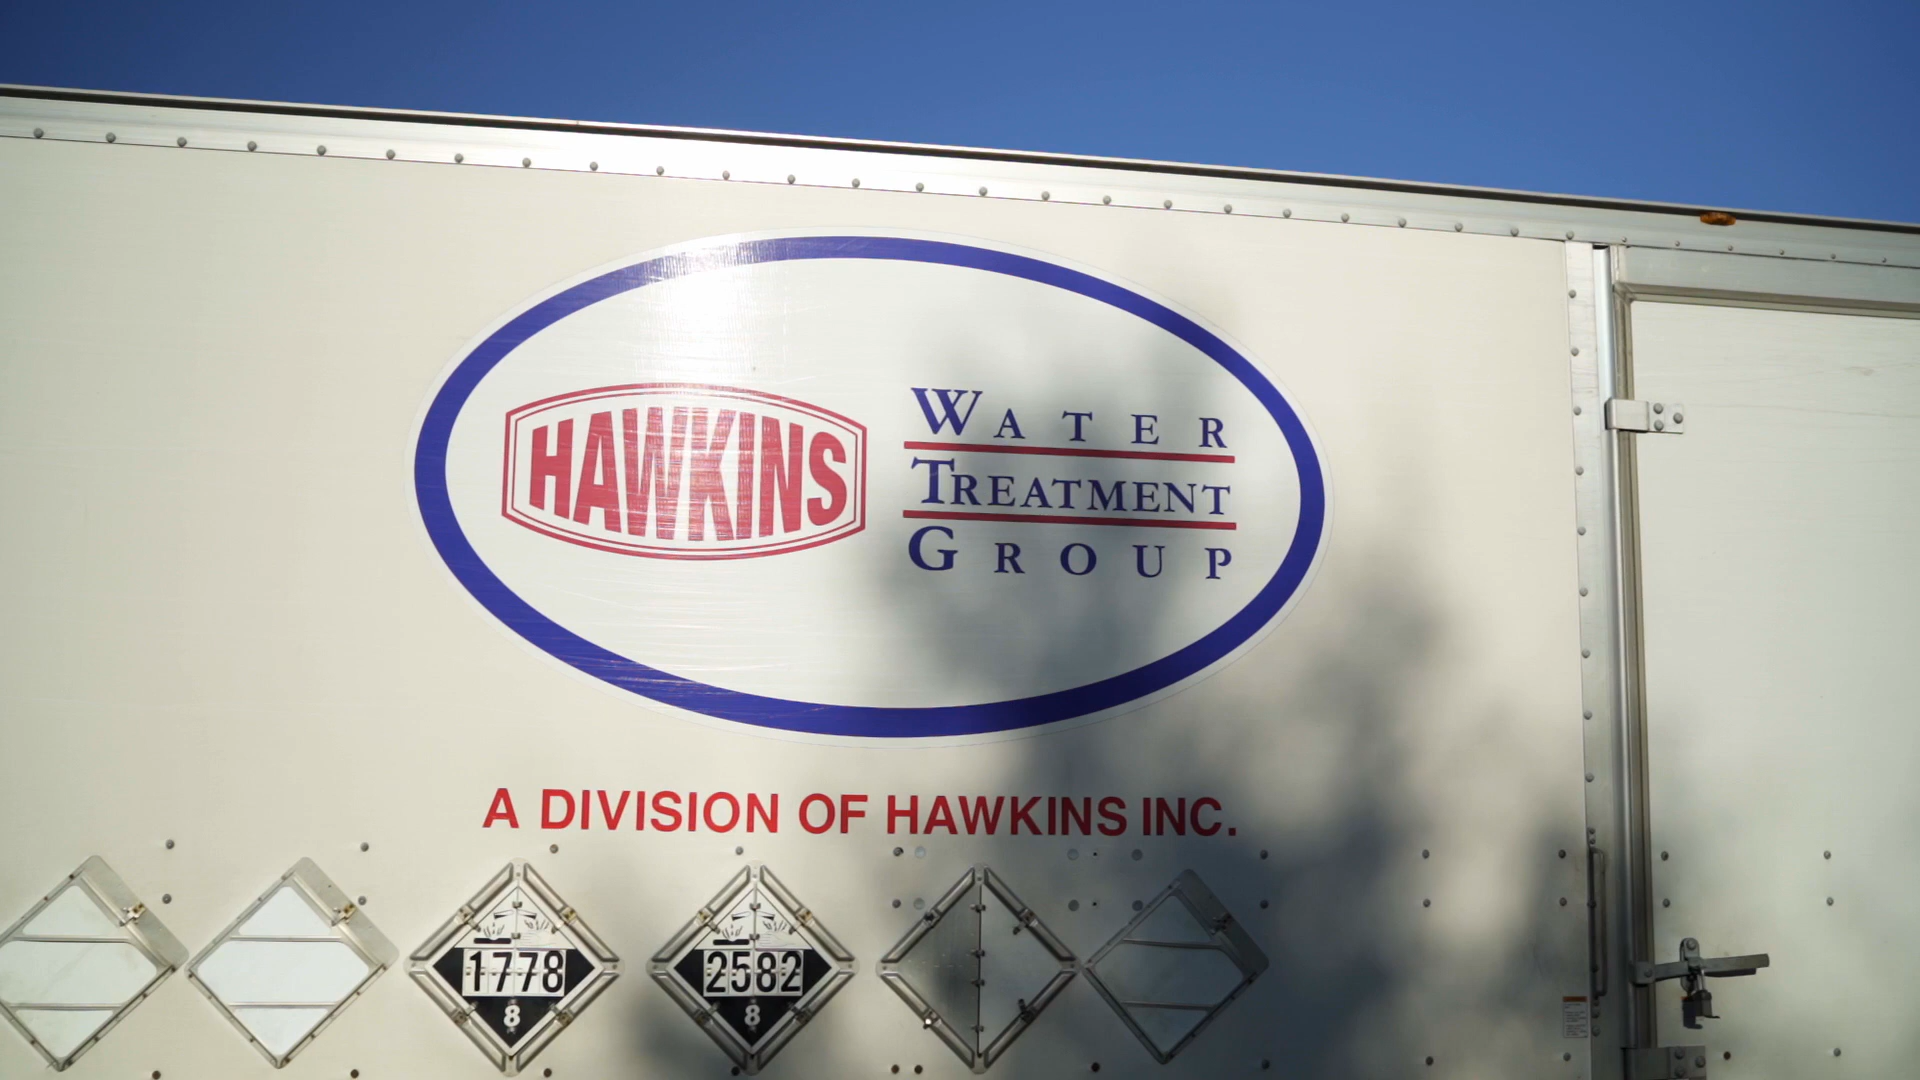 HAWKINS
WATER
TREATMENT
GROUP
A DIVISION OF HAWKINS INC.
1778
8
2582
8